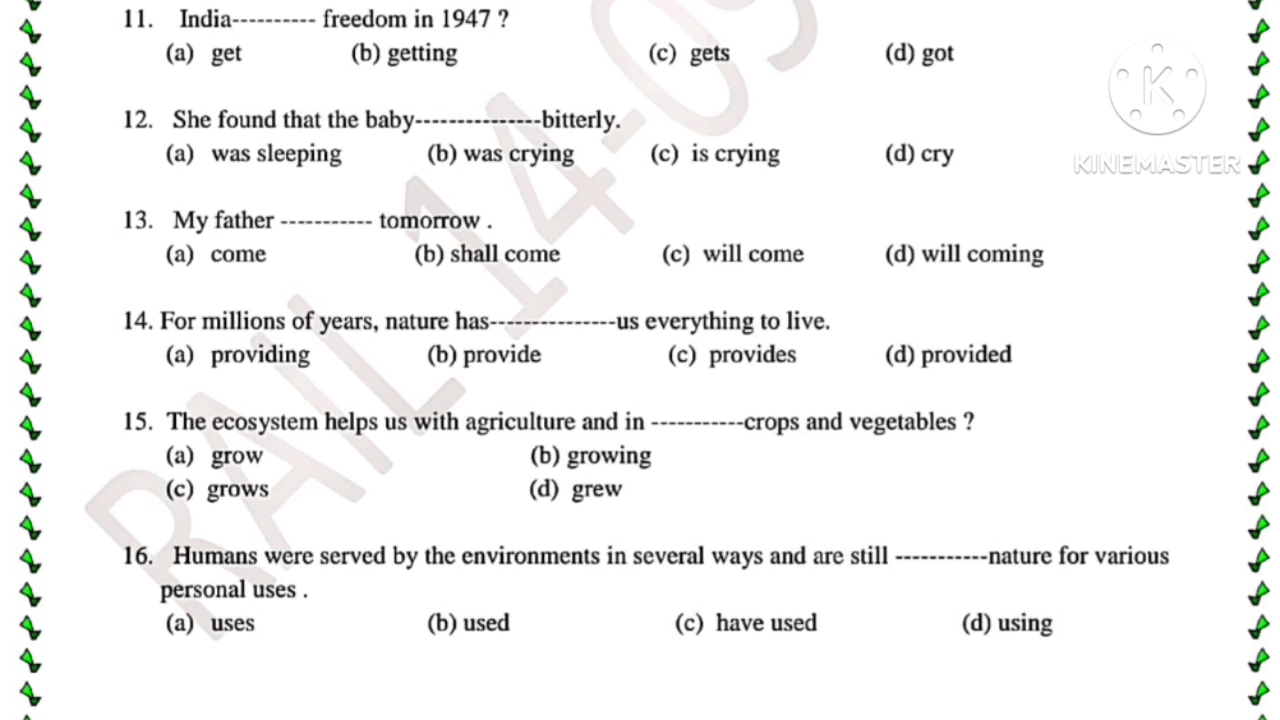 11. India---------- freedom in 1947 ?
(a) get (b) getting (c) gets (d) got
12. She found that the baby---------------bitterly.
(a) was sleeping (b) was crying (c) is crying (d) cry
13. My father ----------- tomorrow .
(a) come (b) shall come (c) will come (d) will coming
14. For millions of years, nature has---------------us everything to live.
(a) providing (b) provide (c) provides (d) provided
15. The ecosystem helps us with agriculture and in -----------crops and vegetables ?
(a) grow (b) growing
(c) grows (d) grew
16. Humans were served by the environments in several ways and are still -----------nature for various
personal uses .
(a) uses (b) used (c) have used (d) using
K
KINEMASTER
RAIL 14-09